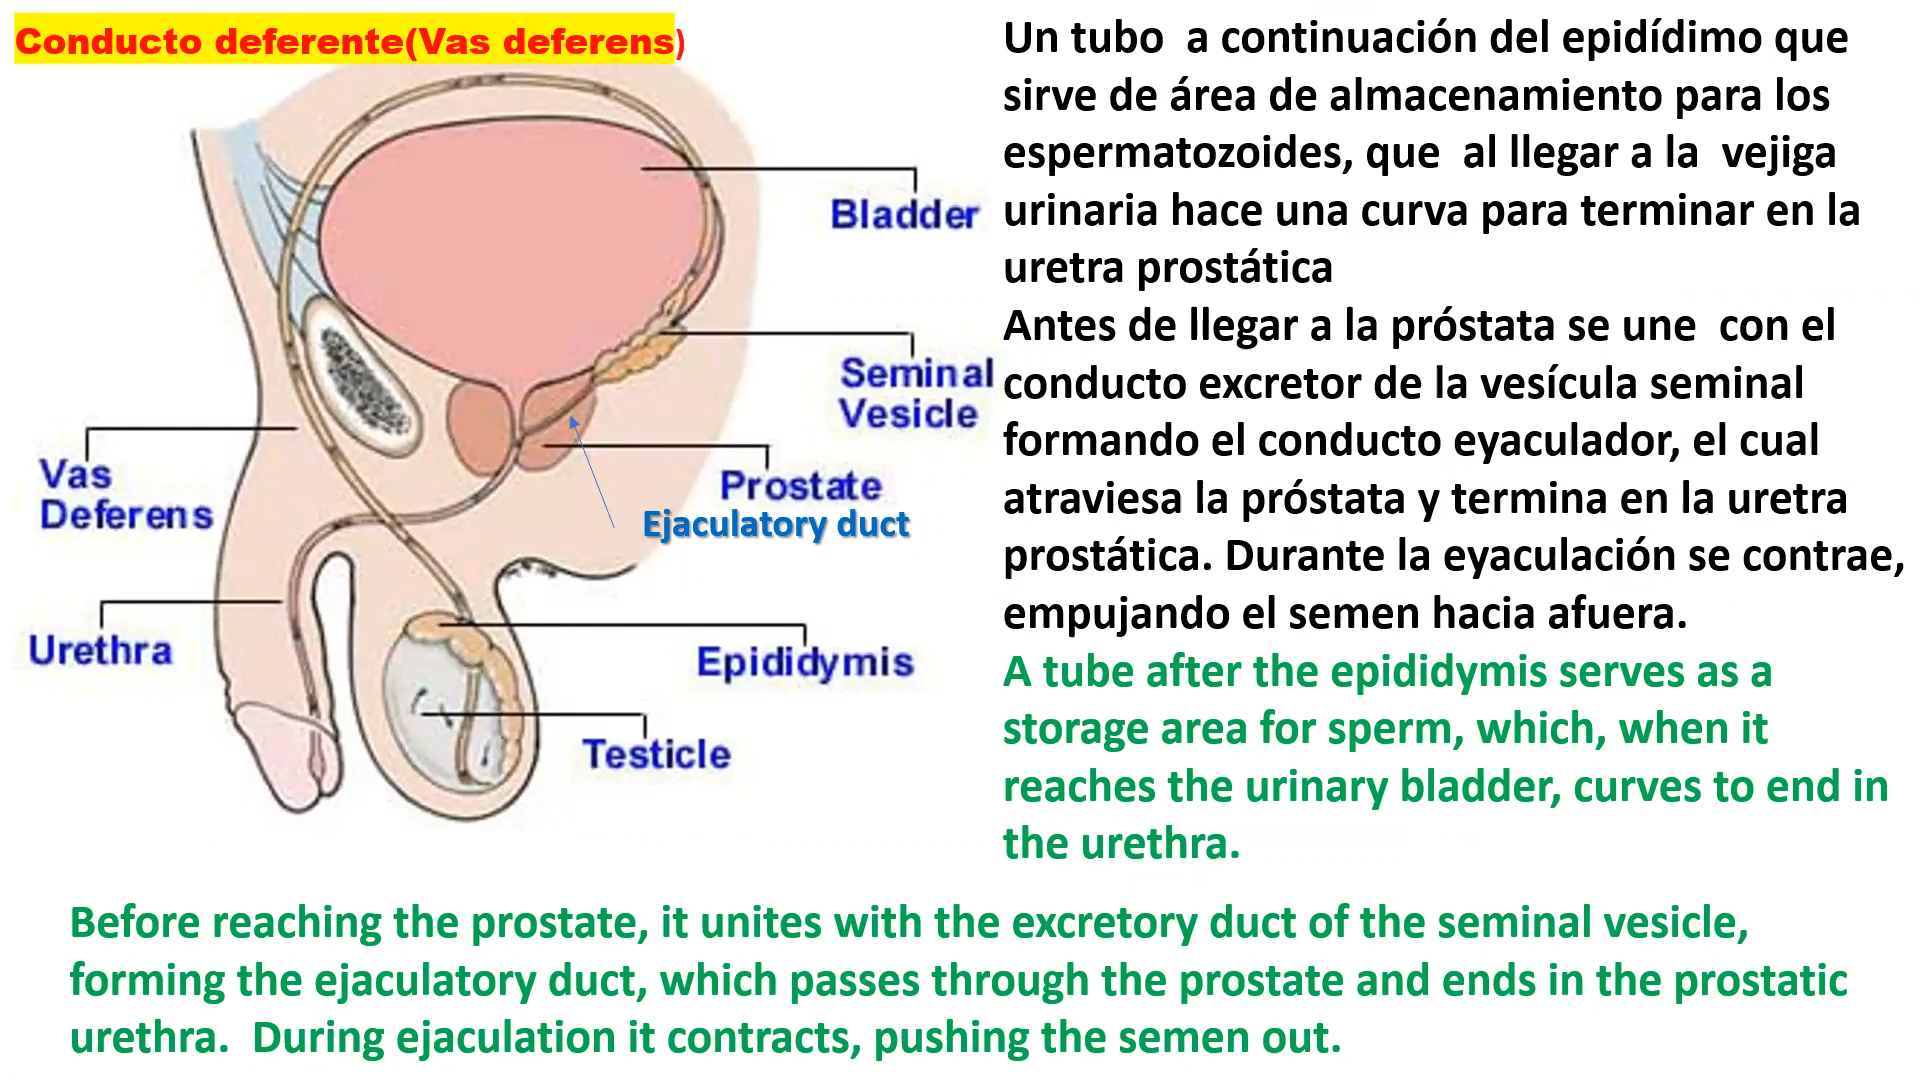 Conducto deferente(Vas deferens)
Bladder
Seminal
Vesicle
Vas
Deferens
Prostate
Ejaculatory duct
Urethra
Epididymis
Testicle
Un tubo a continuación del epidídimo que
sirve de área de almacenamiento para los
espermatozoides, que al llegar a la vejiga
urinaria hace una curva para terminar en la
uretra prostática
Antes de llegar a la próstata se une con el
conducto excretor de la vesícula seminal
formando el conducto eyaculador, el cual
atraviesa la próstata y termina en la uretra
prostática. Durante la eyaculación se contrae,
empujando el semen hacia afuera.
A tube after the epididymis serves as a
storage area for sperm, which, when it
reaches the urinary bladder, curves to end in
the urethra.
Before reaching the prostate, it unites with the excretory duct of the seminal vesicle,
forming the ejaculatory duct, which passes through the prostate and ends in the prostatic
urethra. During ejaculation it contracts, pushing the semen out.